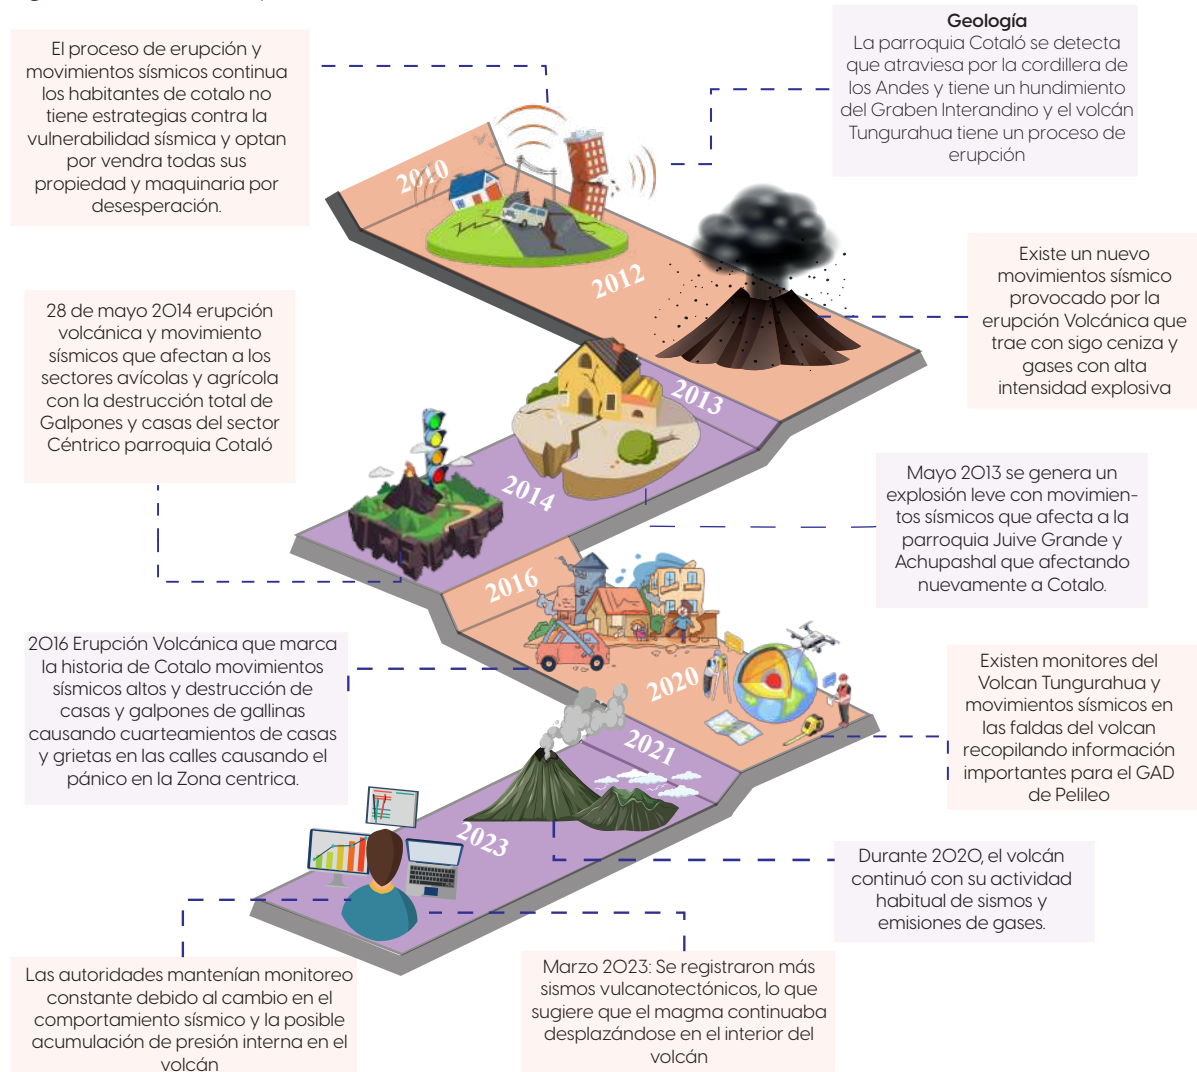 El proceso de erupción y
movimientos sísmicos continua
los habitantes de cotalo no
tiene estrategias contra la
vulnerabilidad sísmica y optan
por vendra todas sus
propiedad y maquinaria por
desesperación.
Geología
La parroquia Cotaló se detecta
que atraviesa por la cordillera de
los Andes y tiene un hundimiento
del Graben Interandino y el volcán
Tungurahua tiene un proceso de
erupción
2010
2012
Existe un nuevo
movimientos sísmico
provocado por la
erupción Volcánica que
trae con sigo ceniza y
gases con alta
intensidad explosiva
28 de mayo 2014 erupción
volcánica y movimiento
sísmicos que afectan a los
sectores avícolas y agrícola
con la destrucción total de
Galpones y casas del sector
Céntrico parroquia Cotaló
2013
2014
Mayo 2013 se genera un
explosión leve con movimien-
tos sísmicos que afecta a la
parroquia Juive Grande y
Achupashal que afectando
nuevamente a Cotalo.
2016
2016 Erupción Volcánica que marca
la historia de Cotalo movimientos
sísmicos altos y destrucción de
casas y galpones de gallinas
causando cuarteamientos de casas
y grietas en las calles causando el
pánico en la Zona centrica.
2020
Existen monitores del
Volcan Tungurahua y
movimientos sísmicos en
las faldas del volcan
recopilando información
importantes para el GAD
de Pelileo
2021
2023
Durante 2020, el volcán
continuó con su actividad
habitual de sismos y
emisiones de gases.
Las autoridades mantenían monitoreo
constante debido al cambio en el
comportamiento sísmico y la posible
acumulación de presión interna en el
volcán
Marzo 2023: Se registraron más
sismos vulcanotectónicos, lo que
sugiere que el magma continuaba
desplazándose en el interior del
volcán